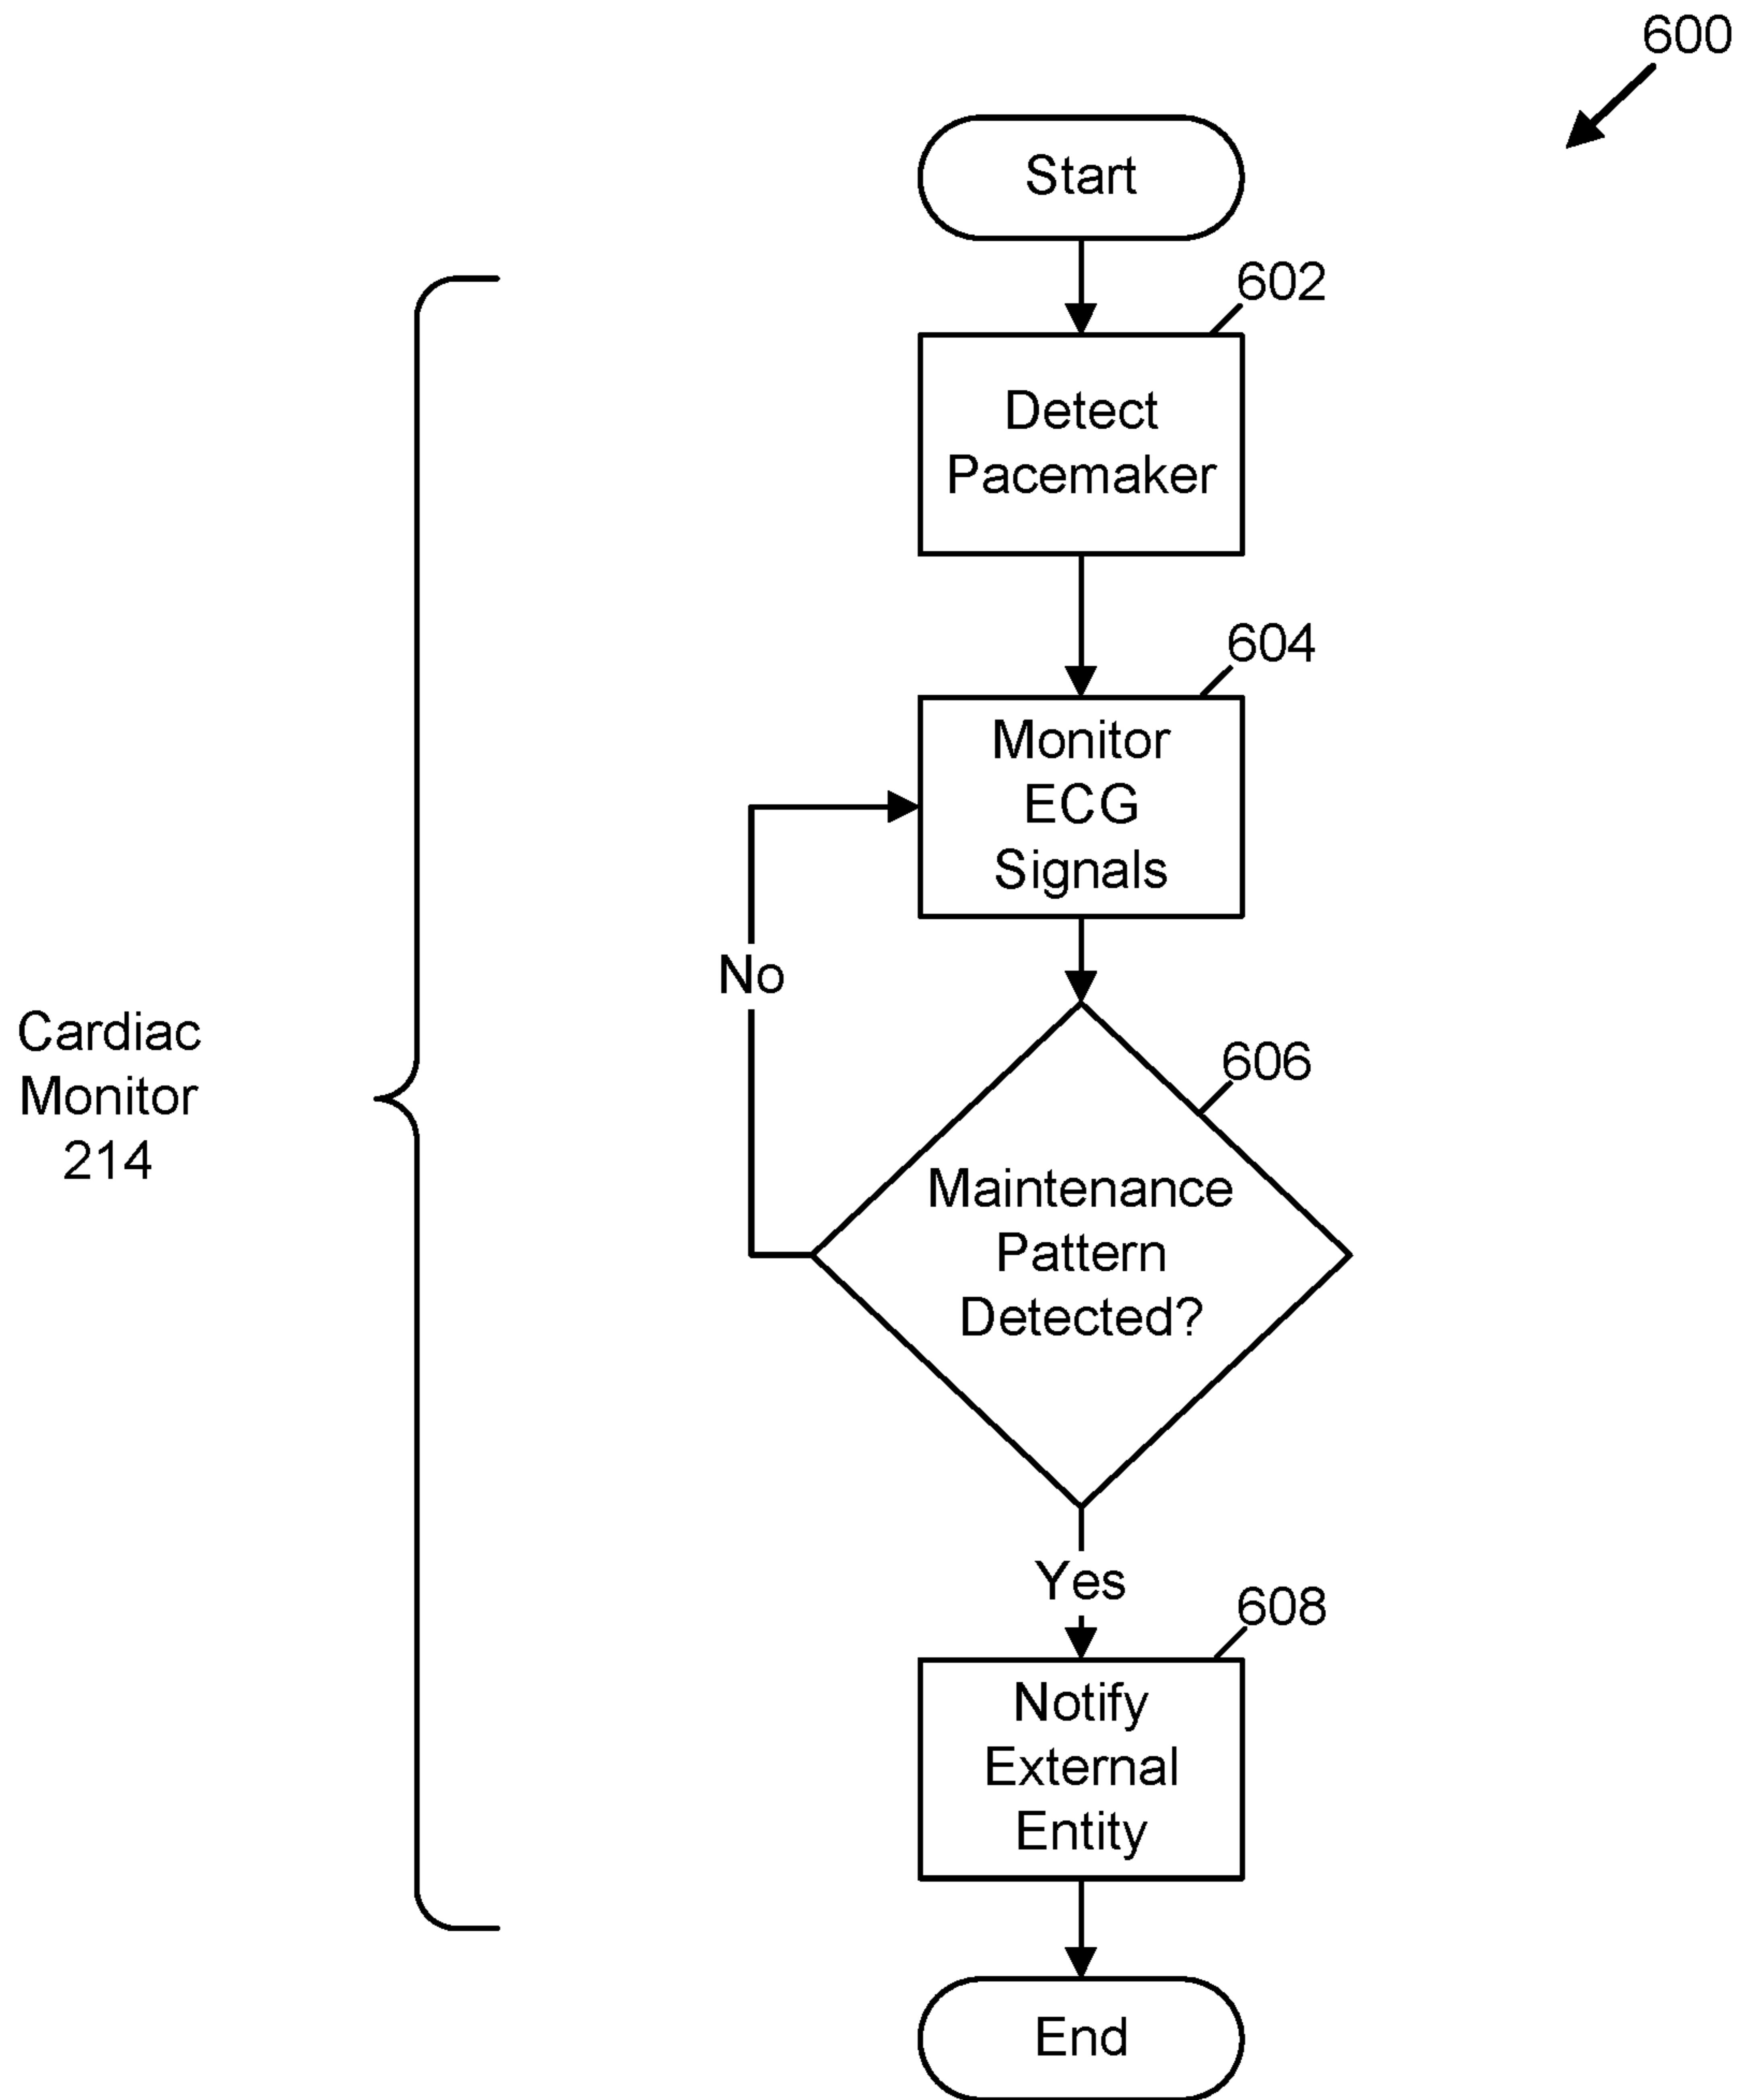 600
Start
602
Detect
Pacemaker
604
Monitor
ECG
Signals
No
606
Cardiac
Monitor
214
Maintenance
Pattern
Detected?
Yes
608
Notify
External
Entity
End